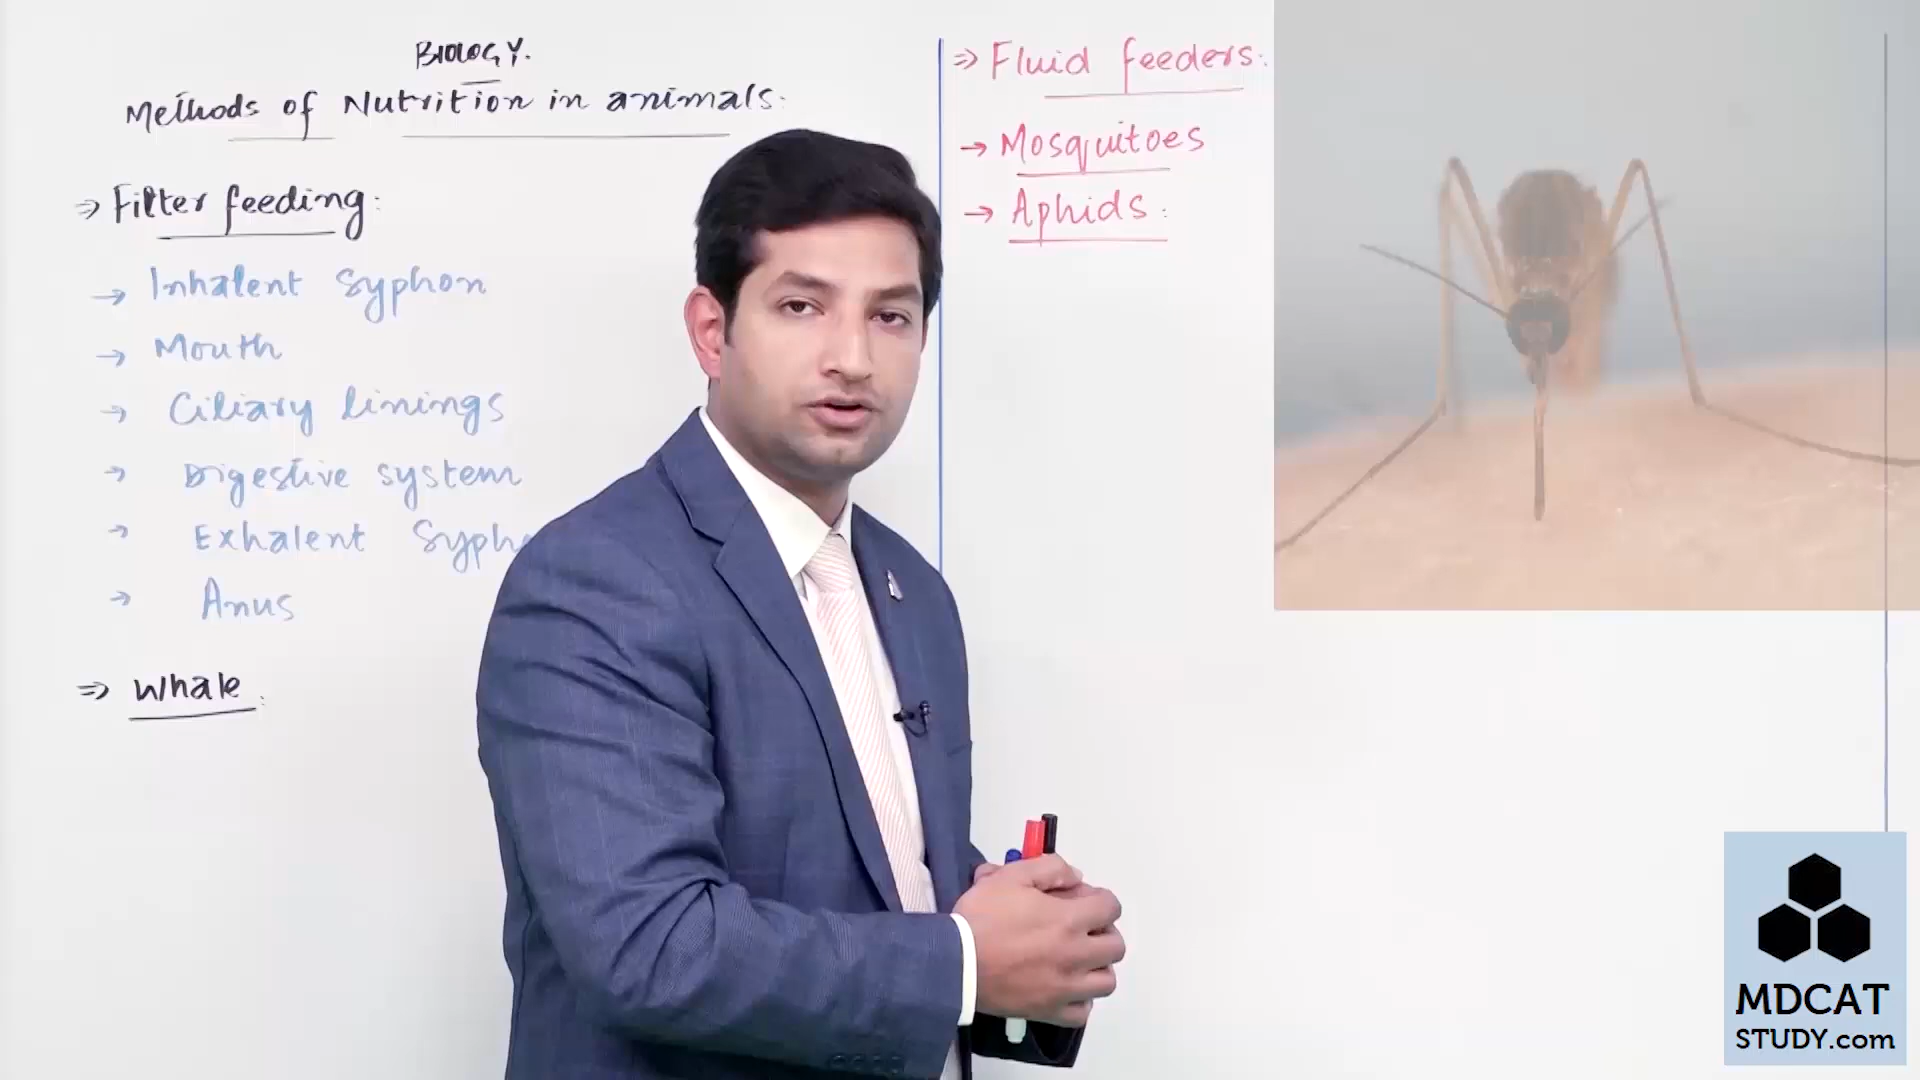 BIOLOGY.
Methods of Nutrition in animals:
⇒ Filter feeding:
→ Inhalent Syphon
→ Mouth
→ Ciliary linings
→ Digestive system
→ Exhalent Sypho
→ Anus
⇒ Whale:
⇒ Fluid feeders:
→ Mosquitoes
→ Aphids:
MDCAT
STUDY.com